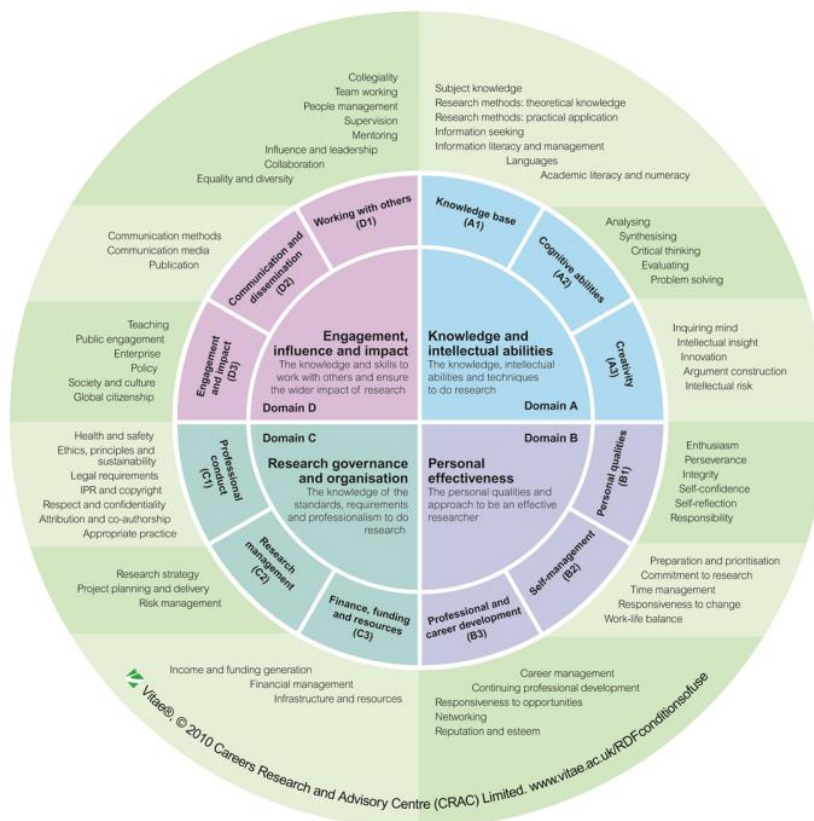 Collegiality
Team working
People management
Supervision
Mentoring
Influence and leadership
Collaboration
Equality and diversity
Subject knowledge
Research methods: theoretical knowledge
Research methods: practical application
Information seeking
Information literacy and management
Languages
Academic literacy and numeracy
Working with others
(D1)
Knowledge base
(A1)
Communication methods
Communication media
Publication
Communication and
dissemination
(D2)
Cognitive abilities
(A2)
Analysing
Synthesising
Critical thinking
Evaluating
Problem solving
Teaching
Public engagement
Enterprise
Policy
Society and culture
Global citizenship
Engagement
and impact
(D3)
Engagement,
influence and impact
The knowledge and skills to
work with others and ensure
the wider impact of research
Domain D
Knowledge and
intellectual abilities
The knowledge, intellectual
abilities and techniques
to do research
Domain A
Creativity
(A3)
Inquiring mind
Intellectual insight
Innovation
Argument construction
Intellectual risk
Health and safety
Ethics, principles and
sustainability
Legal requirements
IPR and copyright
Respect and confidentiality
Attribution and co-authorship
Appropriate practice
Professional
conduct
(C1)
Domain C
Research governance
and organisation
The knowledge of the
standards, requirements
and professionalism to do
research
Domain B
Personal
effectiveness
The personal qualities and
approach to be an effective
researcher
Personal qualities
(B1)
Enthusiasm
Perseverance
Integrity
Self-confidence
Self-reflection
Responsibility
Research strategy
Project planning and delivery
Risk management
Research
management
(C2)
Self-management
(B2)
Preparation and prioritisation
Commitment to research
Time management
Responsiveness to change
Work-life balance
Finance, funding
and resources
(C3)
Professional and
career development
(B3)
Income and funding generation
Financial management
Infrastructure and resources
Career management
Continuing professional development
Responsiveness to opportunities
Networking
Reputation and esteem
Vitae®, © 2010 Careers Research and Advisory Centre (CRAC) Limited. www.vitae.ac.uk/RDFconditionsofuse